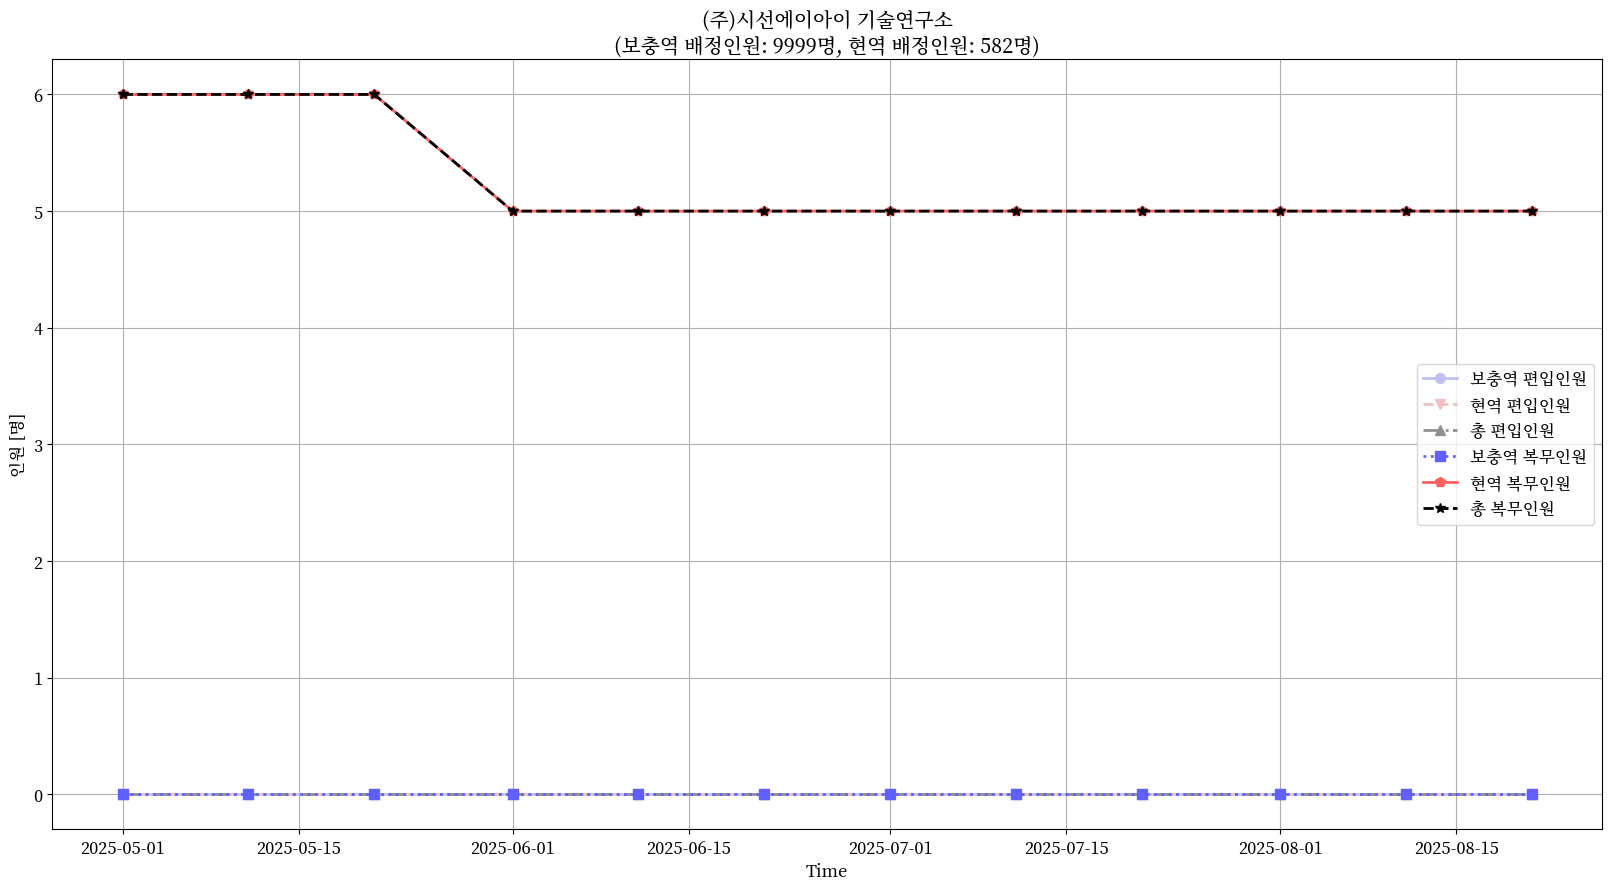 (주)시선에이아이 기술연구소
(보충역 배정인원: 9999명, 현역 배정인원: 582명)
6
5
4
3
2
1
0
인원 [명]
보충역 편입인원
현역 편입인원
총 편입인원
보충역 복무인원
현역 복무인원
총 복무인원
2025-05-01 2025-05-15 2025-06-01 2025-06-15 2025-07-01 2025-07-15 2025-08-01 2025-08-15
Time